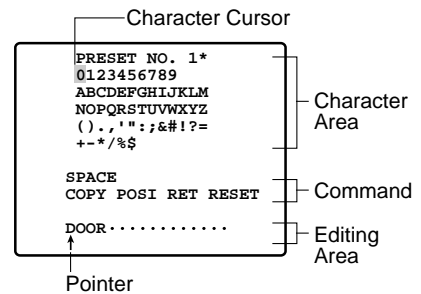 Character Cursor
PRESET NO. 1*
0123456789
ABCDEFGHIJKLM
NOPQRSTUVWXYZ
().,'":;&#!?=
+-*/%$
Character
Area
SPACE
COPY POSI RET RESET
Command
DOOR············
Editing
Area
Pointer